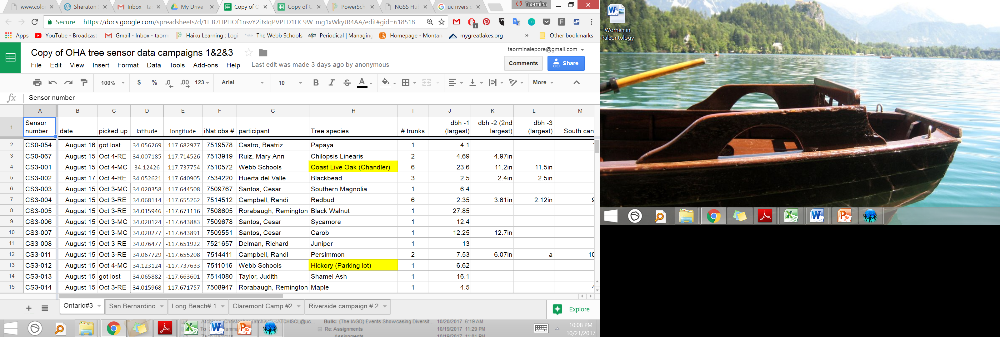 www.colo
Sheraton
Inbox - ta
My Drive
Copy of O
Copy of C
PowerSch
NGSS Hu
uc riversi
Taormina
Secure
https://docs.google.com/spreadsheets/d/1I_B7HPHOf1nsvY2iJxIqPVPLD1HC9W_mg1xWkyJR4AA/edit#gid=618518...
Apps
YouTube - Broadcast
Gmail - Inbox - taorm
Haiku Learning : Logi
The Webb Schools
Periodical | Managing
Homepage - Montan
mygreatlakes.org
»
Other bookmarks
Copy of OHA tree sensor data campaigns 1&2&3
taorminalepore@gmail.com
File Edit View Insert Format Data Tools Add-ons Help
Last edit was made 3 days ago by anonymous
Comments
Share
100% $ % .0 .00 123 Arial 10 B I S A More
fx Sensor number
A B C D E F G H I J K L M
1 Sensor number date picked up latitude longitude iNat obs # participant Tree species # trunks dbh -1 (largest) dbh -2 (2nd largest) dbh -3 (largest) South can
2 CS0-054 August 16 got lost 34.056269 -117.682977 7519578 Castro, Beatriz Papaya 1 4.1
3 CS0-067 August 15 Oct 4-RE 34.007185 -117.714526 7513919 Ruiz, Mary Ann Chilopsis Linearis 2 4.69 4.97in
4 CS3-001 August 15 Oct 4-MC 34.12426 -117.737754 7510572 Webb Schools Coast Live Oak (Chandler) 6 23.6 11.2in 11.5in
5 CS3-002 August 17 Oct 4-RE 34.052621 -117.640905 7534220 Huerta del Valle Blackbead 3 2.5 2.4in 2.5in
6 CS3-003 August 15 Oct 3-MC 34.020358 -117.644508 7509767 Santos, Cesar Southern Magnolia 1 6.4
7 CS3-004 August 15 Oct 3-RE 34.068114 -117.655262 7514512 Campbell, Randi Redbud 6 2.35 3.61in 2.12in 9
8 CS3-005 August 15 Oct 3-RE 34.015946 -117.671116 7508605 Rorabaugh, Remington Black Walnut 1 27.85
9 CS3-006 August 15 Oct 3-MC 34.020124 -117.643883 7509678 Santos, Cesar Sycamore 1 12.4
10 CS3-007 August 15 Oct 3-MC 34.020277 -117.643891 7509551 Santos, Cesar Carob 1 12.25 12.7in
11 CS3-008 August 15 Oct 3-RE 34.076477 -117.651922 7521657 Delman, Richard Juniper 1 13
12 CS3-011 August 15 Oct 3-RE 34.067729 -117.655208 7514411 Campbell, Randi Persimmon 2 7.53 6.07in a 10
13 CS3-012 August 15 Oct 4-MC 34.123124 -117.737633 7511016 Webb Schools Hickory (Parking lot) 1 6.62
14 CS3-013 August 15 got lost 34.065882 -117.663601 7514080 Taylor, Judith Shamel Ash 1 16.1
15 CS3-014 August 15 Oct 3-RE 34.015968 -117.671757 7508947 Rorabaugh, Remington Maple 1 4.5 4
Ontario#3
San Bernardino
Long Beach# 1
Claremont Camp #2
Riverside campaign # 2
Explore
Bulk: {The IAGD} Events Showcasing Diversit... 10/20/2017 6:19 AM
Re: Assignments 10/19/2017 11:29 PM
Assignments 10/19/2017 11:01 PM
10:08 PM
10/21/2017
Women in
Paleontology